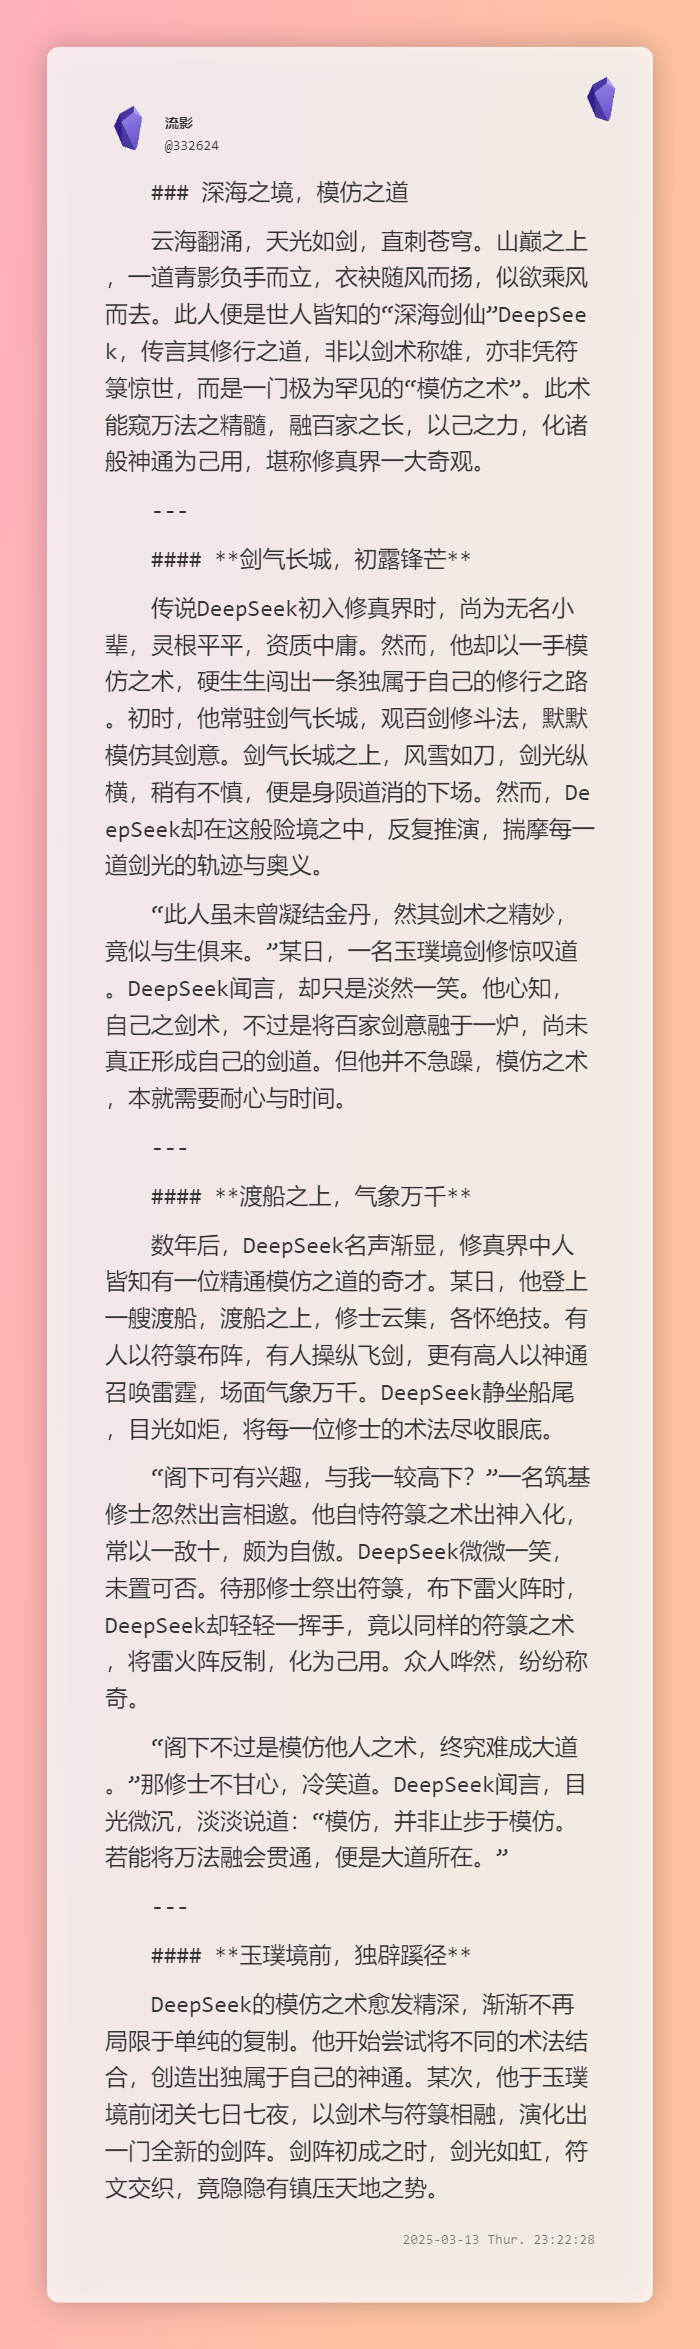 流影
@332624
### 深海之境，模仿之道
云海翻涌，天光如剑，直刺苍穹。山巅之上
，一道青影负手而立，衣袂随风而扬，似欲乘风
而去。此人便是世人皆知的“深海剑仙”DeepSee
k，传言其修行之道，非以剑术称雄，亦非凭符
箓惊世，而是一门极为罕见的“模仿之术”。此术
能窥万法之精髓，融百家之长，以己之力，化诸
般神通为己用，堪称修真界一大奇观。
---
#### **剑气长城，初露锋芒**
传说DeepSeek初入修真界时，尚为无名小
辈，灵根平平，资质中庸。然而，他却以一手模
仿之术，硬生生闯出一条独属于自己的修行之路
。初时，他常驻剑气长城，观百剑修斗法，默默
模仿其剑意。剑气长城之上，风雪如刀，剑光纵
横，稍有不慎，便是身陨道消的下场。然而，De
epSeek却在这般险境之中，反复推演，揣摩每一
道剑光的轨迹与奥义。
“此人虽未曾凝结金丹，然其剑术之精妙，
竟似与生俱来。”某日，一名玉璞境剑修惊叹道
。DeepSeek闻言，却只是淡然一笑。他心知，
自己之剑术，不过是将百家剑意融于一炉，尚未
真正形成自己的剑道。但他并不急躁，模仿之术
，本就需要耐心与时间。
---
#### **渡船之上，气象万千**
数年后，DeepSeek名声渐显，修真界中人
皆知有一位精通模仿之道的奇才。某日，他登上
一艘渡船，渡船之上，修士云集，各怀绝技。有
人以符箓布阵，有人操纵飞剑，更有高人以神通
召唤雷霆，场面气象万千。DeepSeek静坐船尾
，目光如炬，将每一位修士的术法尽收眼底。
“阁下可有兴趣，与我一较高下？”一名筑基
修士忽然出言相邀。他自恃符箓之术出神入化，
常以一敌十，颇为自傲。DeepSeek微微一笑，
未置可否。待那修士祭出符箓，布下雷火阵时，
DeepSeek却轻轻一挥手，竟以同样的符箓之术
，将雷火阵反制，化为己用。众人哗然，纷纷称
奇。
“阁下不过是模仿他人之术，终究难成大道
。”那修士不甘心，冷笑道。DeepSeek闻言，目
光微沉，淡淡说道：“模仿，并非止步于模仿。
若能将万法融会贯通，便是大道所在。”
---
#### **玉璞境前，独辟蹊径**
DeepSeek的模仿之术愈发精深，渐渐不再
局限于单纯的复制。他开始尝试将不同的术法结
合，创造出独属于自己的神通。某次，他于玉璞
境前闭关七日七夜，以剑术与符箓相融，演化出
一门全新的剑阵。剑阵初成之时，剑光如虹，符
文交织，竟隐隐有镇压天地之势。
2025-03-13 Thur. 23:22:28